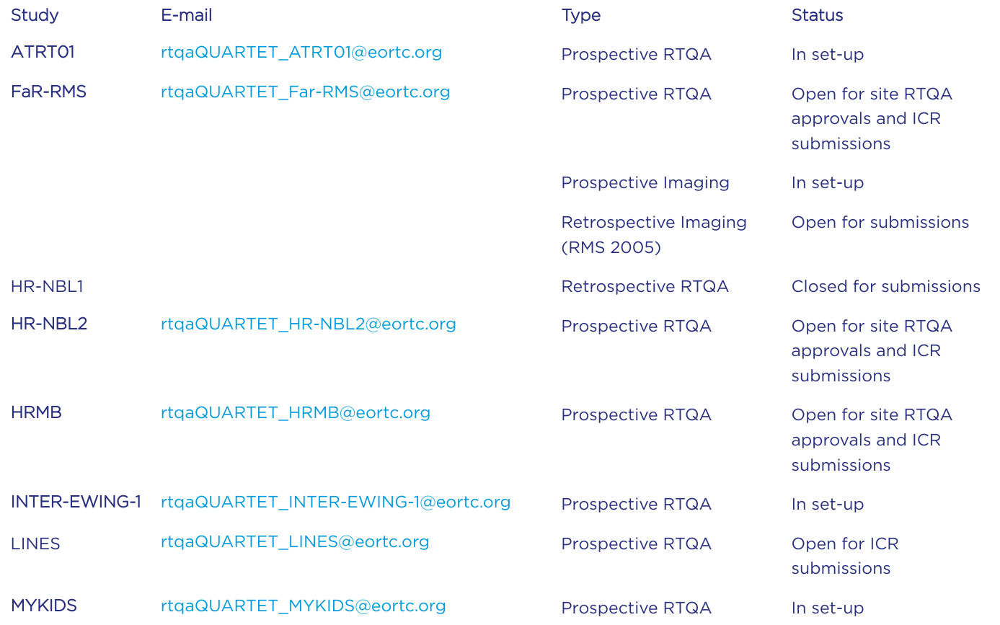 Study E-mail Type Status
ATRT01 rtqaQUARTET_ATRT01@eortc.org Prospective RTQA In set-up
FaR-RMS rtqaQUARTET_Far-RMS@eortc.org Prospective RTQA Open for site RTQA
approvals and ICR
submissions
Prospective Imaging In set-up
Retrospective Imaging Open for submissions
(RMS 2005)
HR-NBL1 Retrospective RTQA Closed for submissions
HR-NBL2 rtqaQUARTET_HR-NBL2@eortc.org Prospective RTQA Open for site RTQA
approvals and ICR
submissions
HRMB rtqaQUARTET_HRMB@eortc.org Prospective RTQA Open for site RTQA
approvals and ICR
submissions
INTER-EWING-1 rtqaQUARTET_INTER-EWING-1@eortc.org Prospective RTQA In set-up
LINES rtqaQUARTET_LINES@eortc.org Prospective RTQA Open for ICR
submissions
MYKIDS rtqaQUARTET_MYKIDS@eortc.org Prospective RTQA In set-up